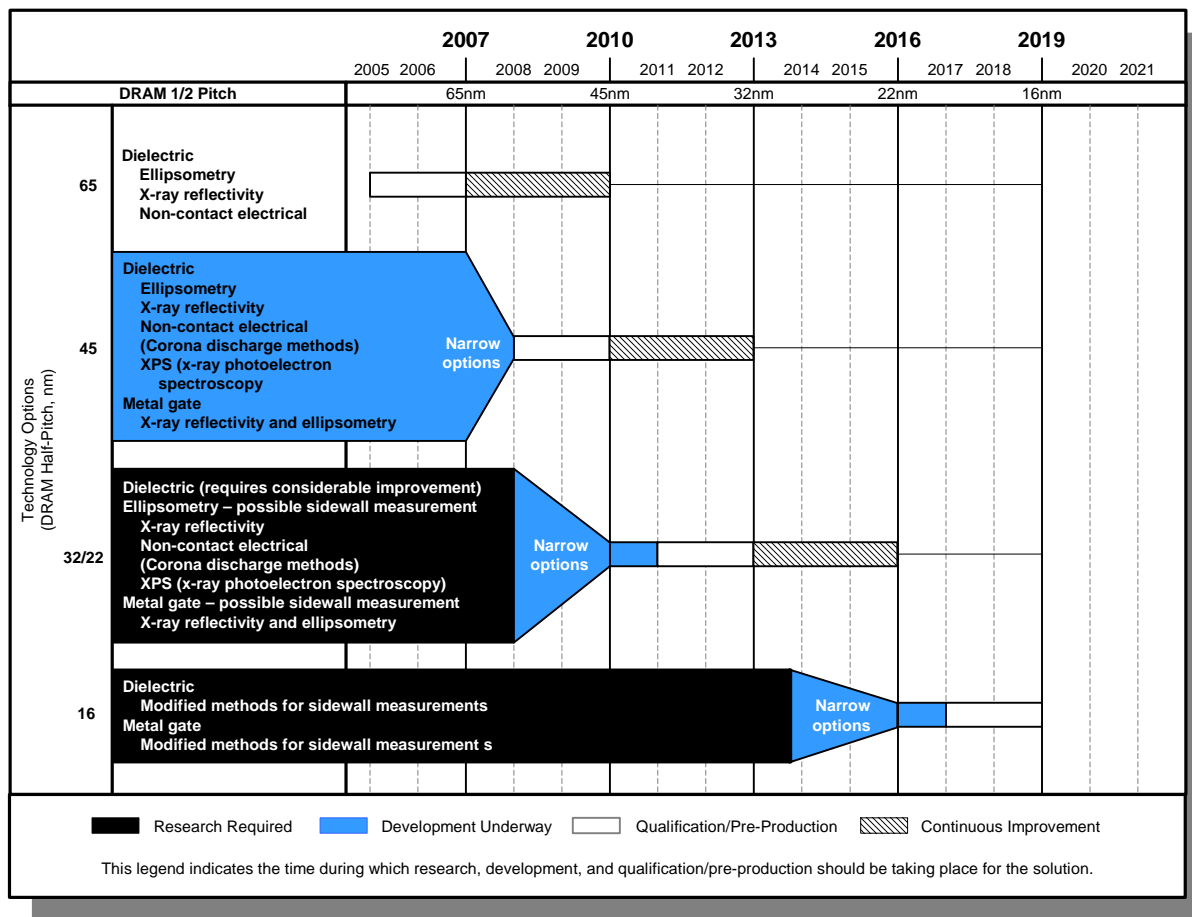 2007 2010 2013 2016 2019
2005 2006 2008 2009 2011 2012 2014 2015 2017 2018 2020 2021
DRAM 1/2 Pitch 65nm 45nm 32nm 22nm 16nm
Technology Options
(DRAM Half-Pitch, nm)
65
Dielectric
Ellipsometry
X-ray reflectivity
Non-contact electrical
45
Dielectric
Ellipsometry
X-ray reflectivity
Non-contact electrical
(Corona discharge methods)
XPS (x-ray photoelectron
spectroscopy
Metal gate
X-ray reflectivity and ellipsometry
Narrow
options
32/22
Dielectric (requires considerable improvement)
Ellipsometry – possible sidewall measurement
X-ray reflectivity
Non-contact electrical
(Corona discharge methods)
XPS (x-ray photoelectron spectroscopy)
Metal gate – possible sidewall measurement
X-ray reflectivity and ellipsometry
Narrow
options
16
Dielectric
Modified methods for sidewall measurements
Metal gate
Modified methods for sidewall measurement s
Narrow
options
Research Required Development Underway Qualification/Pre-Production Continuous Improvement
This legend indicates the time during which research, development, and qualification/pre-production should be taking place for the solution.